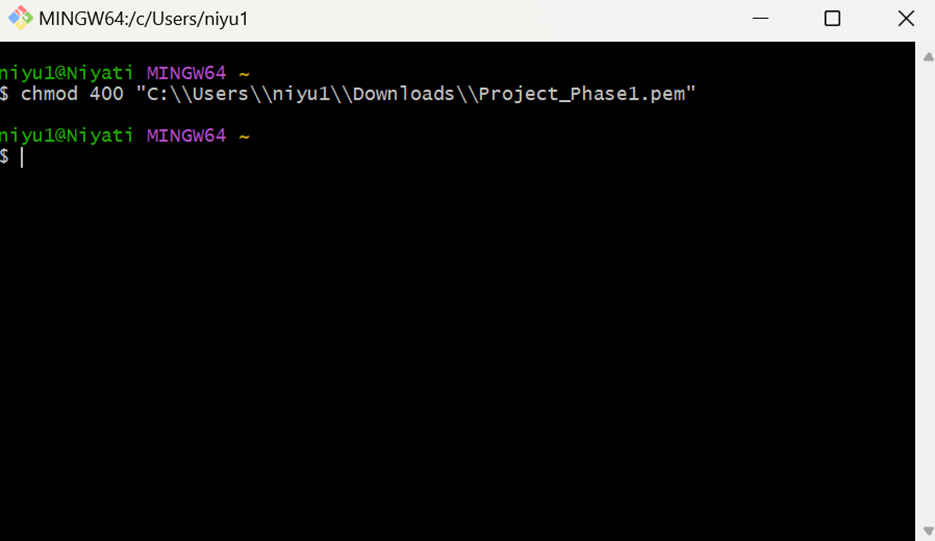 MINGW64:/c/Users/niyu1
niyu1@Niyati MINGW64 ~
$ chmod 400 "C:\\Users\\niyu1\\Downloads\\Project_Phase1.pem"
niyu1@Niyati MINGW64 ~
$